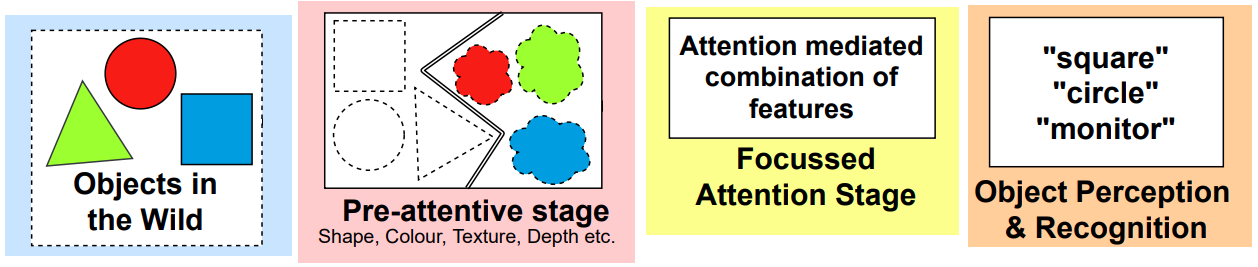 Objects in
the Wild
Pre-attentive stage
Shape, Colour, Texture, Depth etc.
Attention mediated
combination of
features
Focussed
Attention Stage
"square"
"circle"
"monitor"
Object Perception
& Recognition